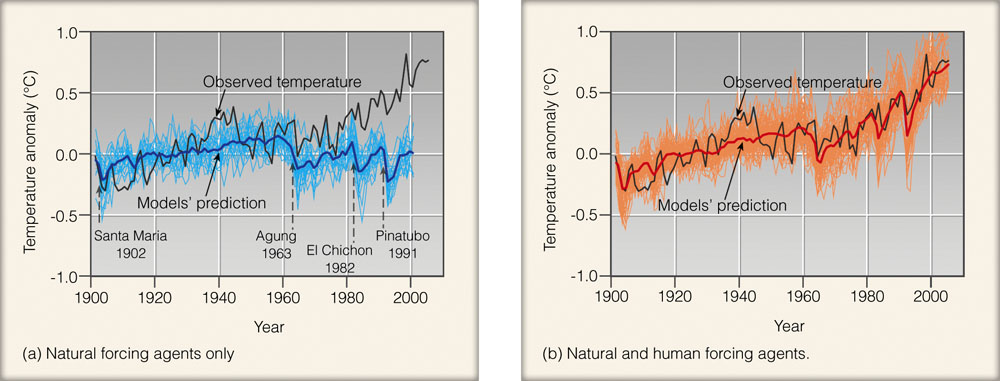 Temperature anomaly (°C)
1.0
0.5
0.0
-0.5
-1.0
Observed temperature
Models' prediction
Santa Maria
1902
Agung
1963
El Chichon
1982
Pinatubo
1991
1900 1920 1940 1960 1980 2000
Year
(a) Natural forcing agents only
Temperature anomaly (°C)
1.0
0.5
0.0
-0.5
-1.0
Observed temperature
Models' prediction
1900 1920 1940 1960 1980 2000
Year
(b) Natural and human forcing agents.